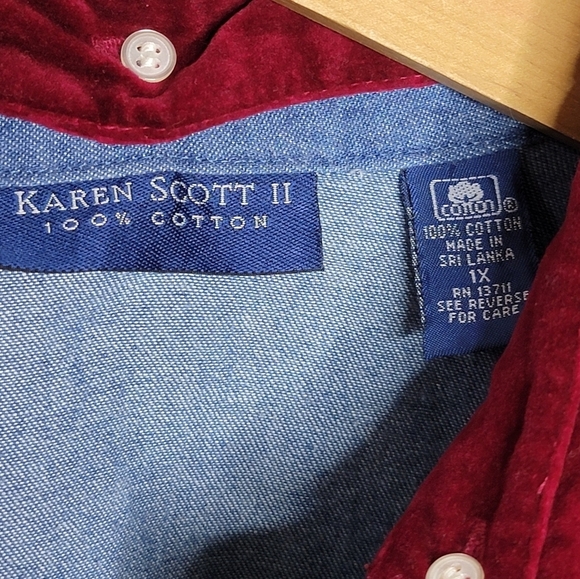 KAREN SCOTT II
100% COTTON
COTTON ®
100% COTTON
MADE IN
SRI LANKA
1X
RN 13711
SEE REVERSE
FOR CARE